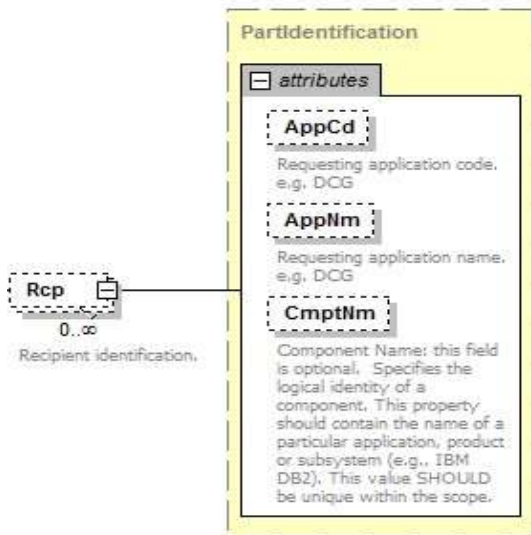 PartIdentification
attributes
AppCd
Requesting application code.
e.g. DCG
AppNm
Requesting application name.
e.g. DCG
Rcp
0..∞
Recipient identification.
CmptNm
Component Name: this field
is optional.  Specifies the
logical identity of a
component. This property
should contain the name of a
particular application, product
or subsystem (e.g., IBM
DB2). This value SHOULD
be unique within the scope.